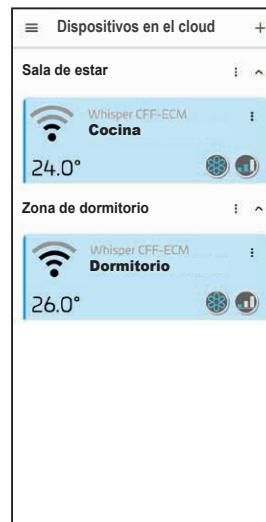 Dispositivos en el cloud
Sala de estar
Whisper CFF-ECM
Cocina
24.0°
Zona de dormitorio
Whisper CFF-ECM
Dormitorio
26.0°